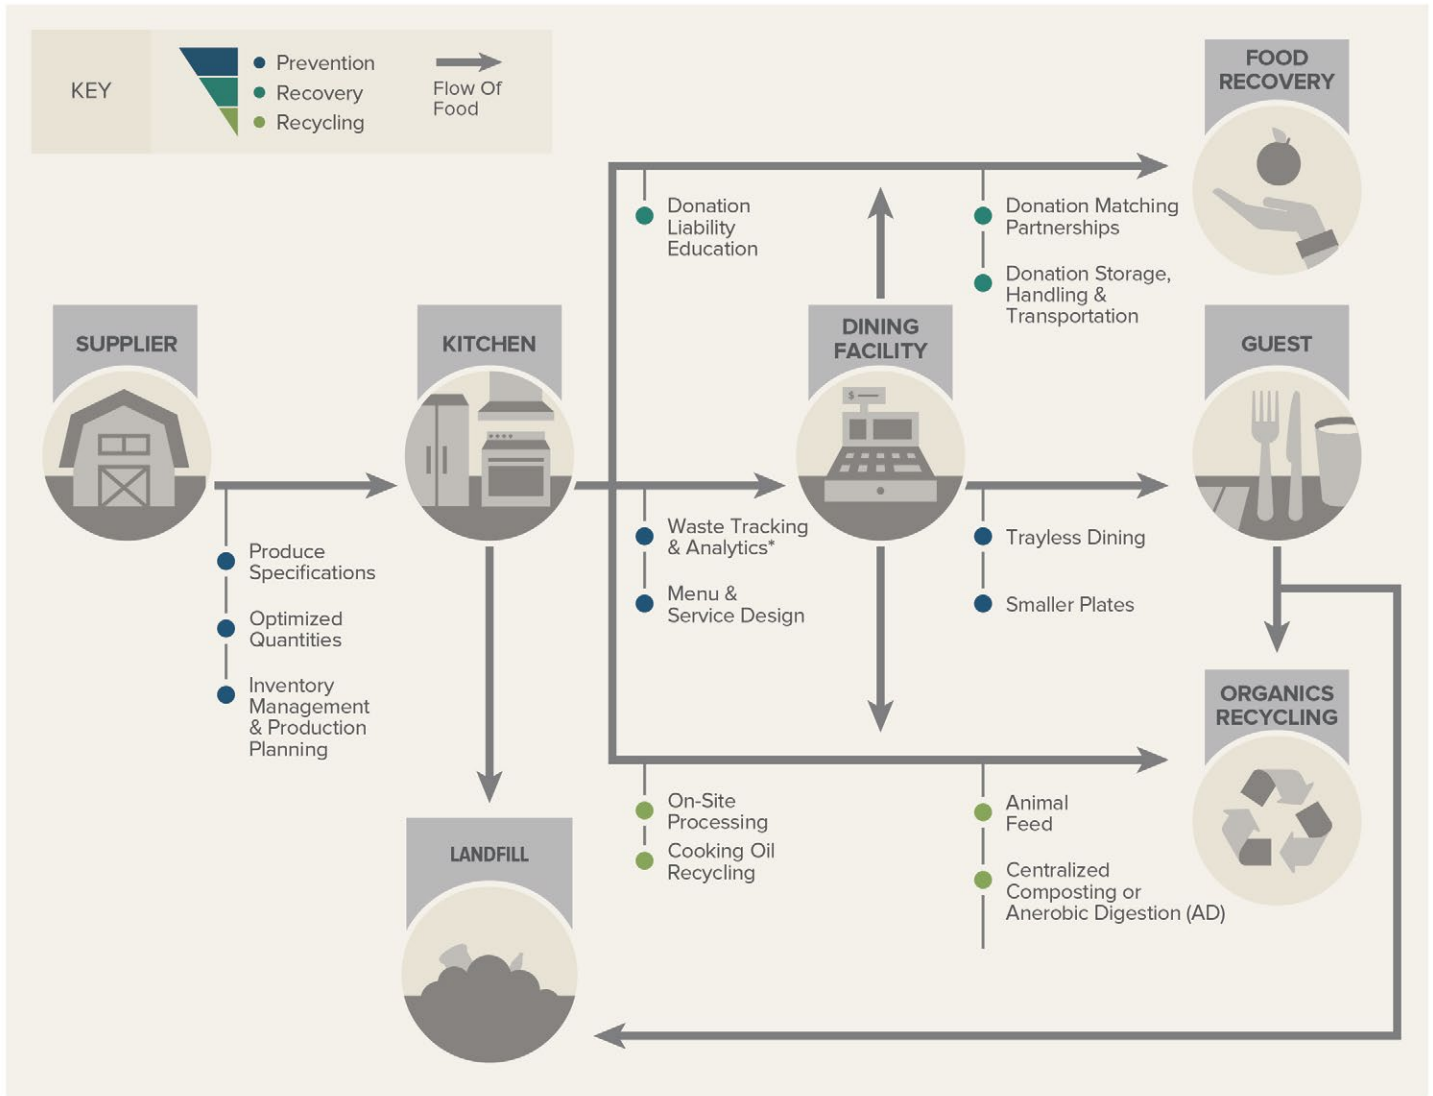 KEY
Prevention
Recovery
Recycling
Flow Of
Food
FOOD
RECOVERY
Donation
Liability
Education
Donation Matching
Partnerships
Donation Storage,
Handling &
Transportation
SUPPLIER
KITCHEN
DINING
FACILITY
GUEST
$
Produce
Specifications
Optimized
Quantities
Inventory
Management
& Production
Planning
Waste Tracking
& Analytics*
Menu &
Service Design
Trayless Dining
Smaller Plates
ORGANICS
RECYCLING
On-Site
Processing
Cooking Oil
Recycling
Animal
Feed
Centralized
Composting or
Anerobic Digestion (AD)
LANDFILL